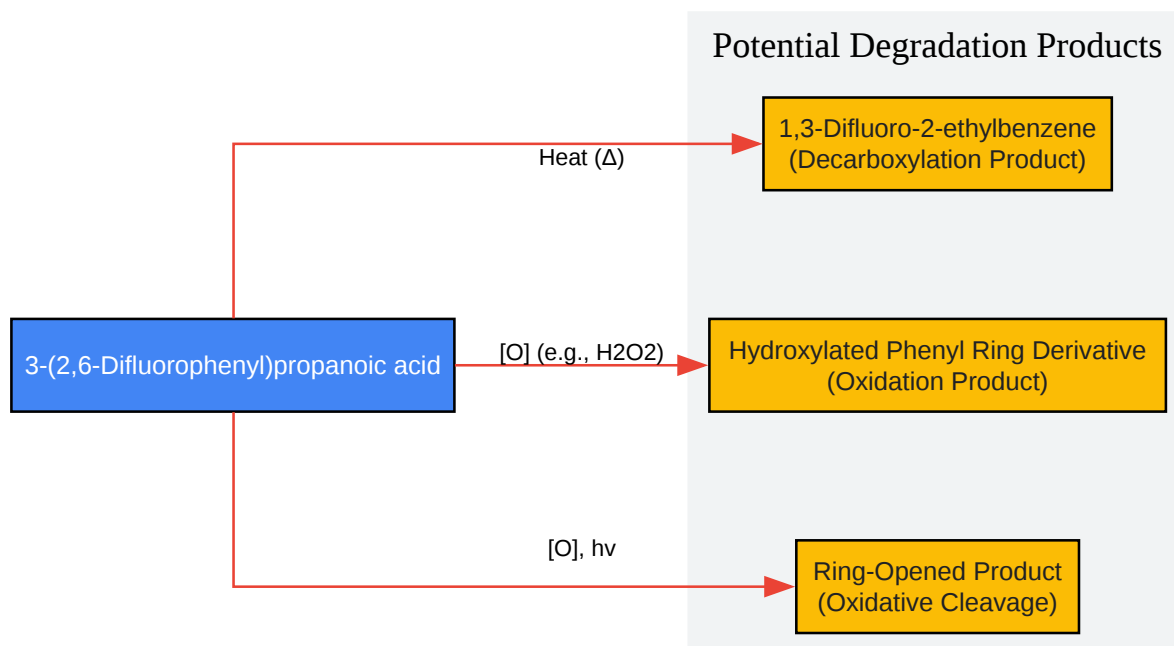 Potential Degradation Products
1,3-Difluoro-2-ethylbenzene
(Decarboxylation Product)
Heat (Δ)
3-(2,6-Difluorophenyl)propanoic acid
[O] (e.g., H2O2)
Hydroxylated Phenyl Ring Derivative
(Oxidation Product)
[O], hv
Ring-Opened Product
(Oxidative Cleavage)